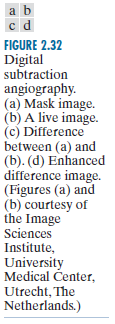 a b
c d
FIGURE 2.32
Digital
subtraction
angiography.
(a) Mask image.
(b) A live image.
(c) Difference
between (a) and
(b). (d) Enhanced
difference image.
(Figures (a) and
(b) courtesy of
the Image
Sciences
Institute,
University
Medical Center,
Utrecht, The
Netherlands.)